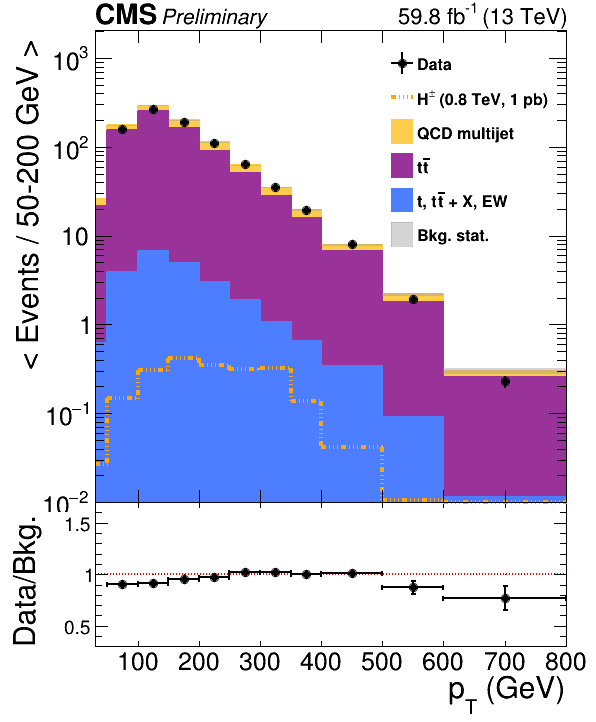 CMS Preliminary 59.8 fb⁻¹ (13 TeV)
< Events / 50-200 GeV >
10³
10²
10
1
10⁻¹
10⁻²
Data
H± (0.8 TeV, 1 pb)
QCD multijet
tt̅
t, tt̅ + X, EW
Bkg. stat.
Data/Bkg.
1.5
1
0.5
100 200 300 400 500 600 700 800
p_T (GeV)